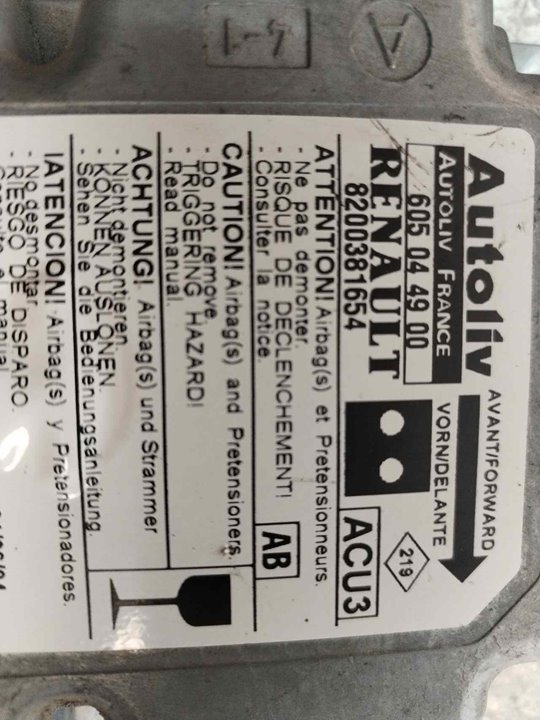 Autoliv
AUTOLIV FRANCE
605 04 49 00
RENAULT
8200381654
AVANT/FORWARD
VORN/DELANTE
219
ACU3
ATTENTION! Airbag(s) et Pretensionneurs.
- Ne pas demonter.
- RISQUE DE DECLENCHEMENT!
- Consulter la notice.
AB
CAUTION! Airbag(s) and Pretensioners.
- Do not remove.
- TRIGGERING HAZARD!
- Read manual.
ACHTUNG! Airbag(s) und Strammer
- Nicht demontieren.
- KÖNNEN AUSLÖNEN.
- Sehen Sie die Bedienungsanleitung.
!ATENCION! Airbag(s) y Pretensionadores.
- No desmontar.
- RIESGO DE DISPARO.